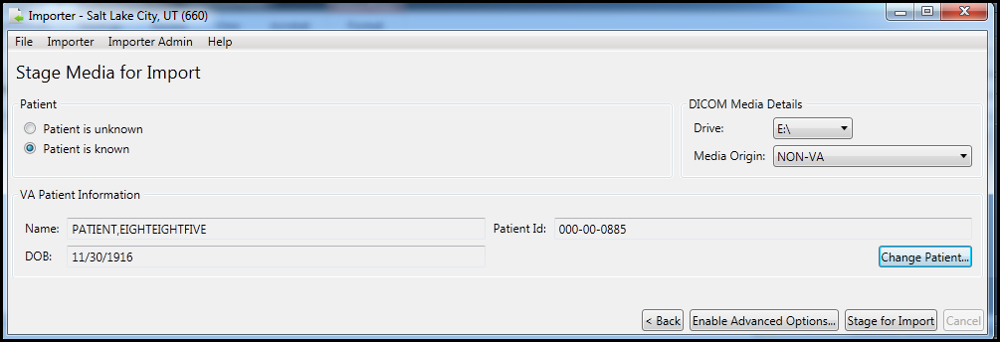 Importer - Salt Lake City, UT (660)
File Importer Importer Admin Help
Stage Media for Import
Patient
Patient is unknown
Patient is known
DICOM Media Details
Drive: E:\
Media Origin: NON-VA
VA Patient Information
Name: PATIENT,EIGHTEIGHTFIVE Patient Id: 000-00-0885
DOB: 11/30/1916
Change Patient...
< Back Enable Advanced Options... Stage for Import Cancel